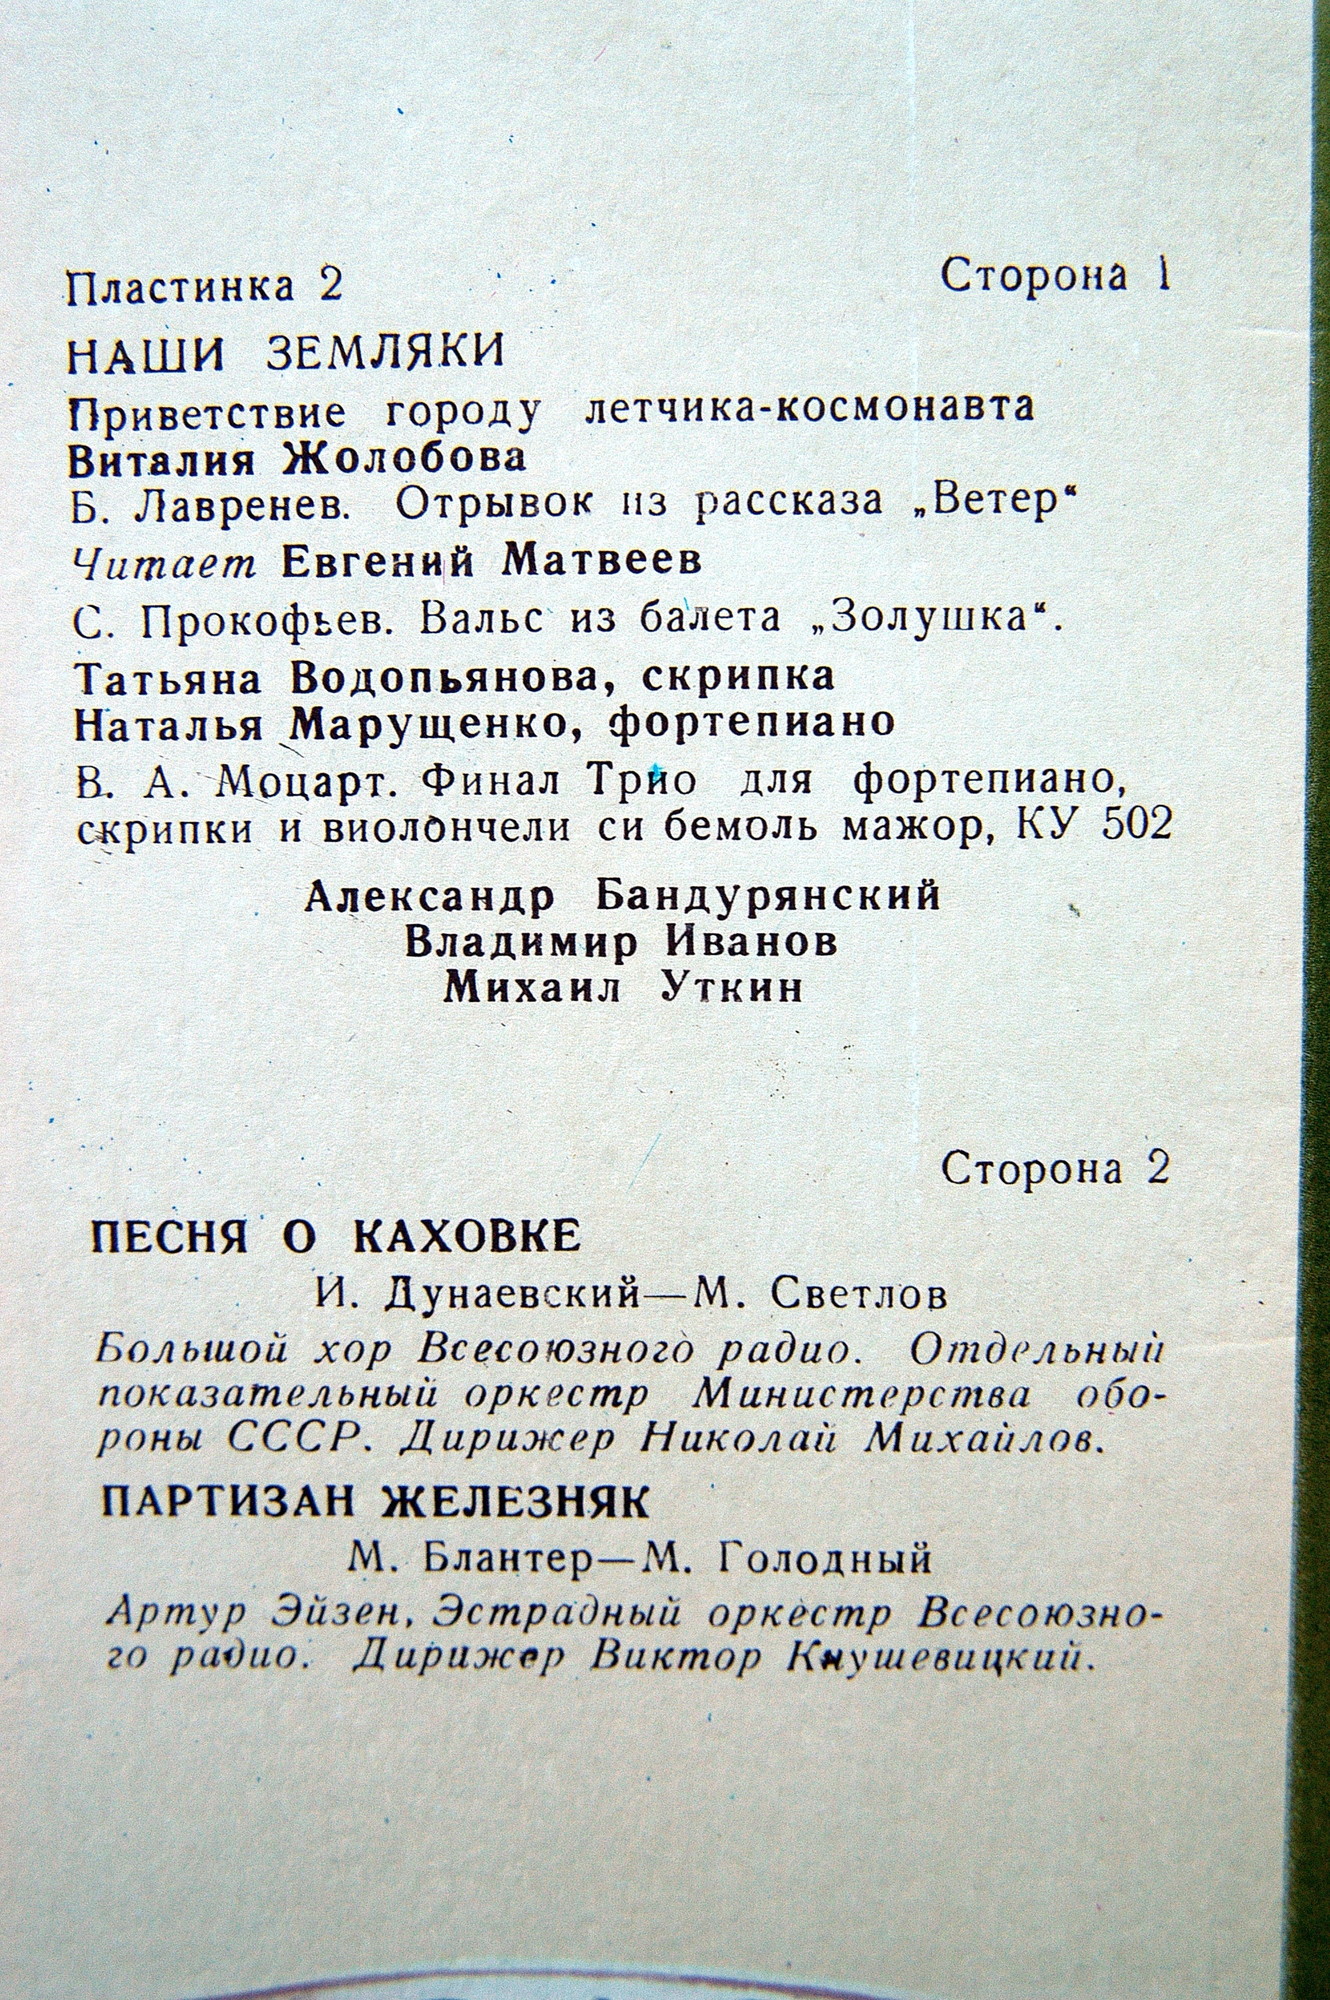 Пластинка 2 Сторона 1
НАШИ ЗЕМЛЯКИ
Приветствие городу летчика-космонавта
Виталия Жолобова
Б. Лавренев. Отрывок из рассказа „Ветер“
Читает Евгений Матвеев
С. Прокофьев. Вальс из балета „Золушка“.
Татьяна Водопьянова, скрипка
Наталья Марущенко, фортепиано
В. А. Моцарт. Финал Трио для фортепиано,
скрипки и виолончели си бемоль мажор, КУ 502
Александр Бандурянский
Владимир Иванов
Михаил Уткин
Сторона 2
ПЕСНЯ О КАХОВКЕ
И. Дунаевский—М. Светлов
Большой хор Всесоюзного радио. Отдельный
показательный оркестр Министерства обо-
роны СССР. Дирижер Николай Михайлов.
ПАРТИЗАН ЖЕЛЕЗНЯК
М. Блантер—М. Голодный
Артур Эйзен, Эстрадный оркестр Всесоюзно-
го радио. Дирижер Виктор Кнушевицкий.